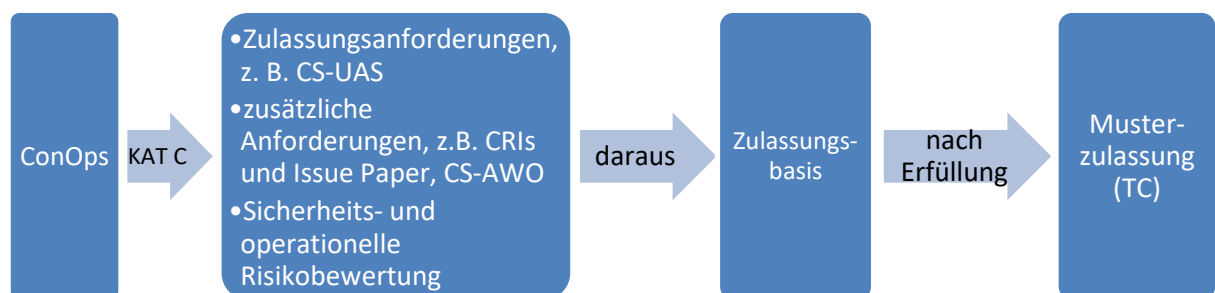 ConOps
KAT C
•Zulassungsanforderungen,
z. B. CS-UAS
•zusätzliche
Anforderungen, z.B. CRIs
und Issue Paper, CS-AWO
•Sicherheits- und
operationelle
Risikobewertung
daraus
Zulassungs-
basis
nach
Erfüllung
Muster-
zulassung
(TC)